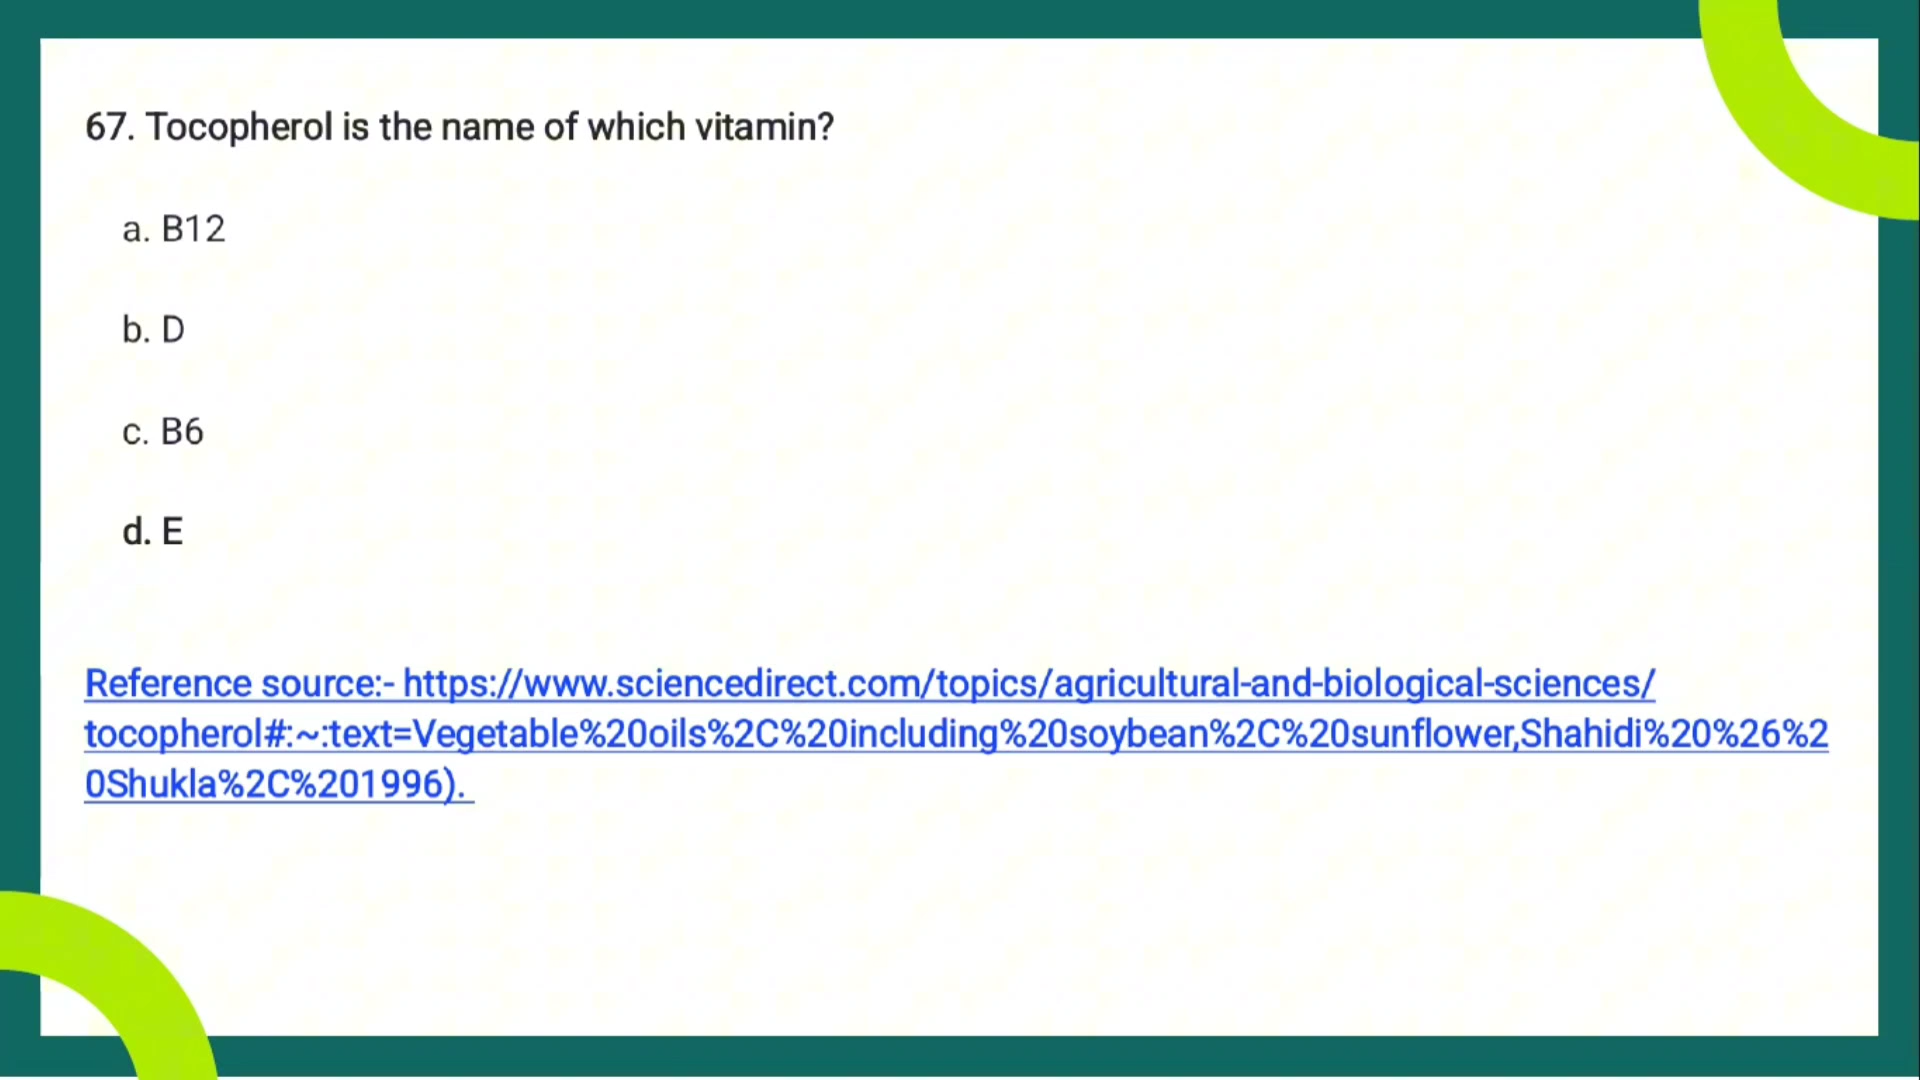 67. Tocopherol is the name of which vitamin?
a. B12
b. D
c. B6
d. E
Reference source:- https://www.sciencedirect.com/topics/agricultural-and-biological-sciences/
tocopherol#:~:text=Vegetable%20oils%2C%20including%20soybean%2C%20sunflower,Shahidi%20%26%2
0Shukla%2C%201996).